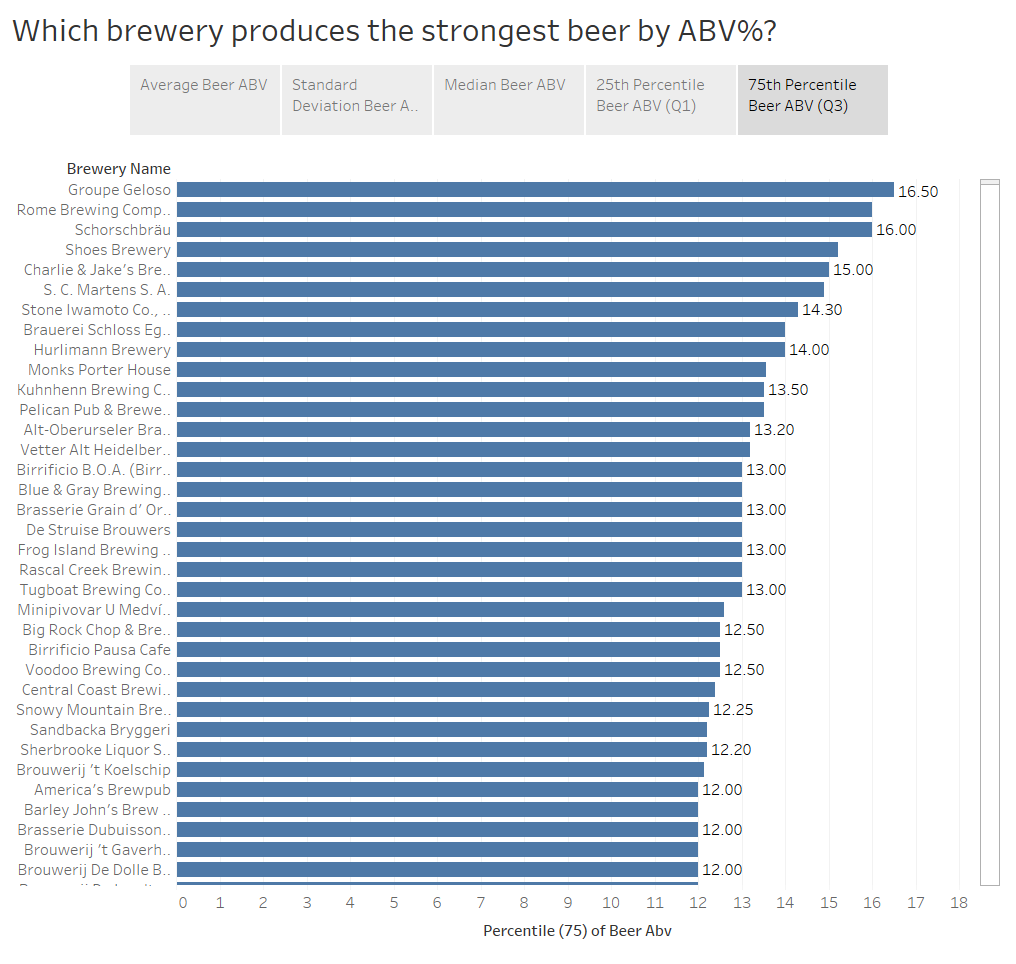 Which brewery produces the strongest beer by ABV%?
Average Beer ABV
Standard
Deviation Beer A..
Median Beer ABV
25th Percentile
Beer ABV (Q1)
75th Percentile
Beer ABV (Q3)
Brewery Name
Groupe Geloso 16.50
Rome Brewing Comp..
Schorschbräu 16.00
Shoes Brewery
Charlie & Jake's Bre.. 15.00
S. C. Martens S. A.
Stone Iwamoto Co., .. 14.30
Brauerei Schloss Eg..
Hurlimann Brewery 14.00
Monks Porter House
Kuhnhenn Brewing C.. 13.50
Pelican Pub & Brewe..
Alt-Oberurseler Bra.. 13.20
Vetter Alt Heidelber..
Birrificio B.O.A. (Birr.. 13.00
Blue & Gray Brewing..
Brasserie Grain d' Or.. 13.00
De Struise Brouwers
Frog Island Brewing .. 13.00
Rascal Creek Brewin..
Tugboat Brewing Co.. 13.00
Minipivovar U Medví..
Big Rock Chop & Bre.. 12.50
Birrificio Pausa Cafe
Voodoo Brewing Co.. 12.50
Central Coast Brewi..
Snowy Mountain Bre.. 12.25
Sandbacka Bryggeri
Sherbrooke Liquor S.. 12.20
Brouwerij 't Koelschip
America's Brewpub 12.00
Barley John's Brew ..
Brasserie Dubuisson.. 12.00
Brouwerij 't Gaverh..
Brouwerij De Dolle B.. 12.00
0 1 2 3 4 5 6 7 8 9 10 11 12 13 14 15 16 17 18
Percentile (75) of Beer Abv